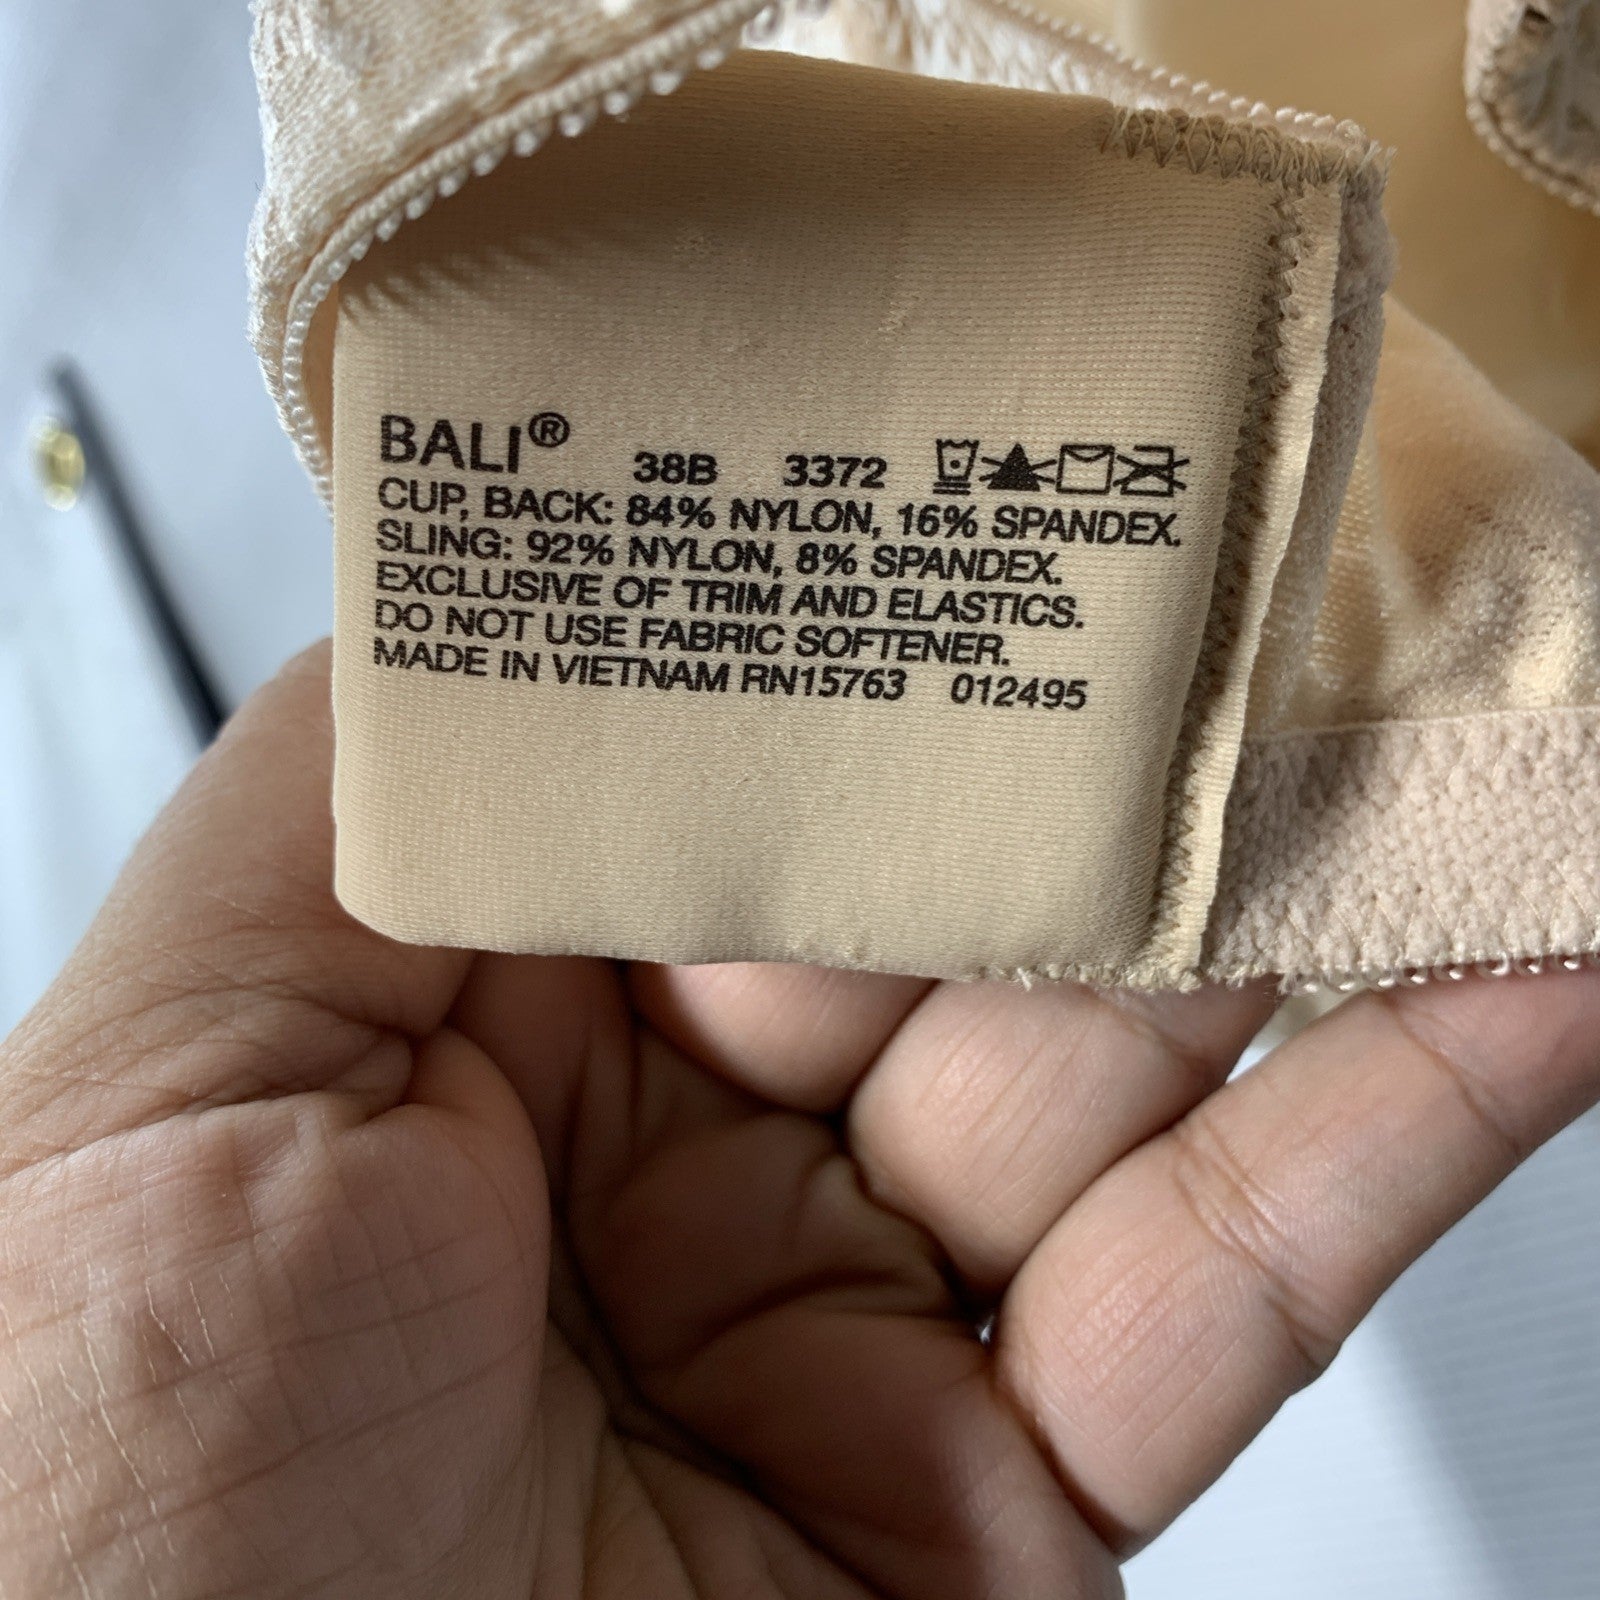 BALI® 38B 3372
CUP, BACK: 84% NYLON, 16% SPANDEX.
SLING: 92% NYLON, 8% SPANDEX.
EXCLUSIVE OF TRIM AND ELASTICS.
DO NOT USE FABRIC SOFTENER.
MADE IN VIETNAM RN15763 012495